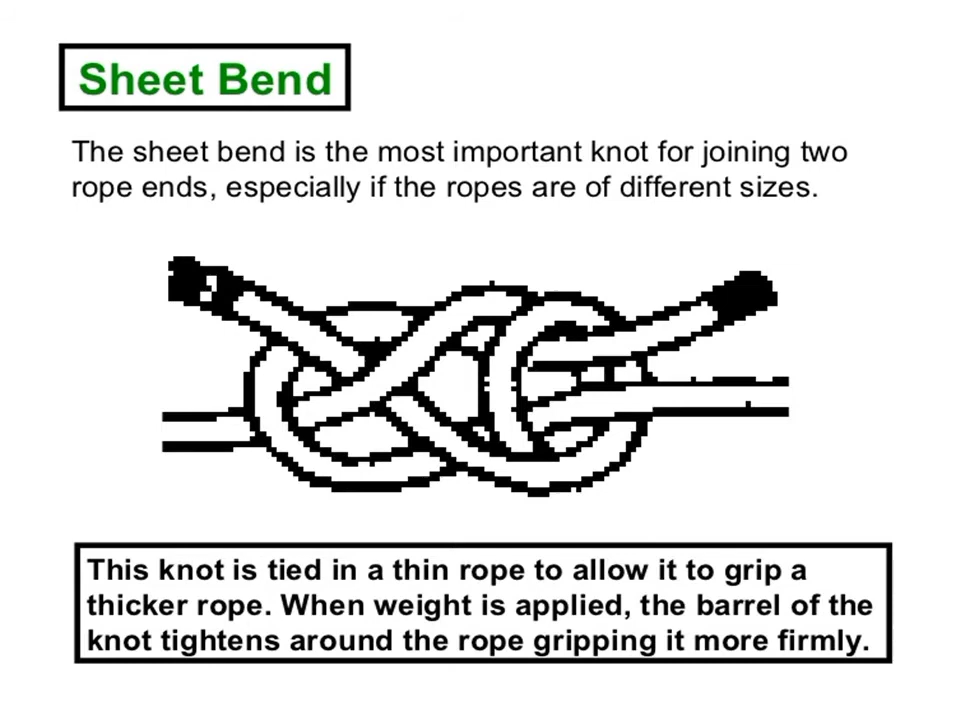 Sheet Bend
The sheet bend is the most important knot for joining two
rope ends, especially if the ropes are of different sizes.
This knot is tied in a thin rope to allow it to grip a
thicker rope. When weight is applied, the barrel of the
knot tightens around the rope gripping it more firmly.